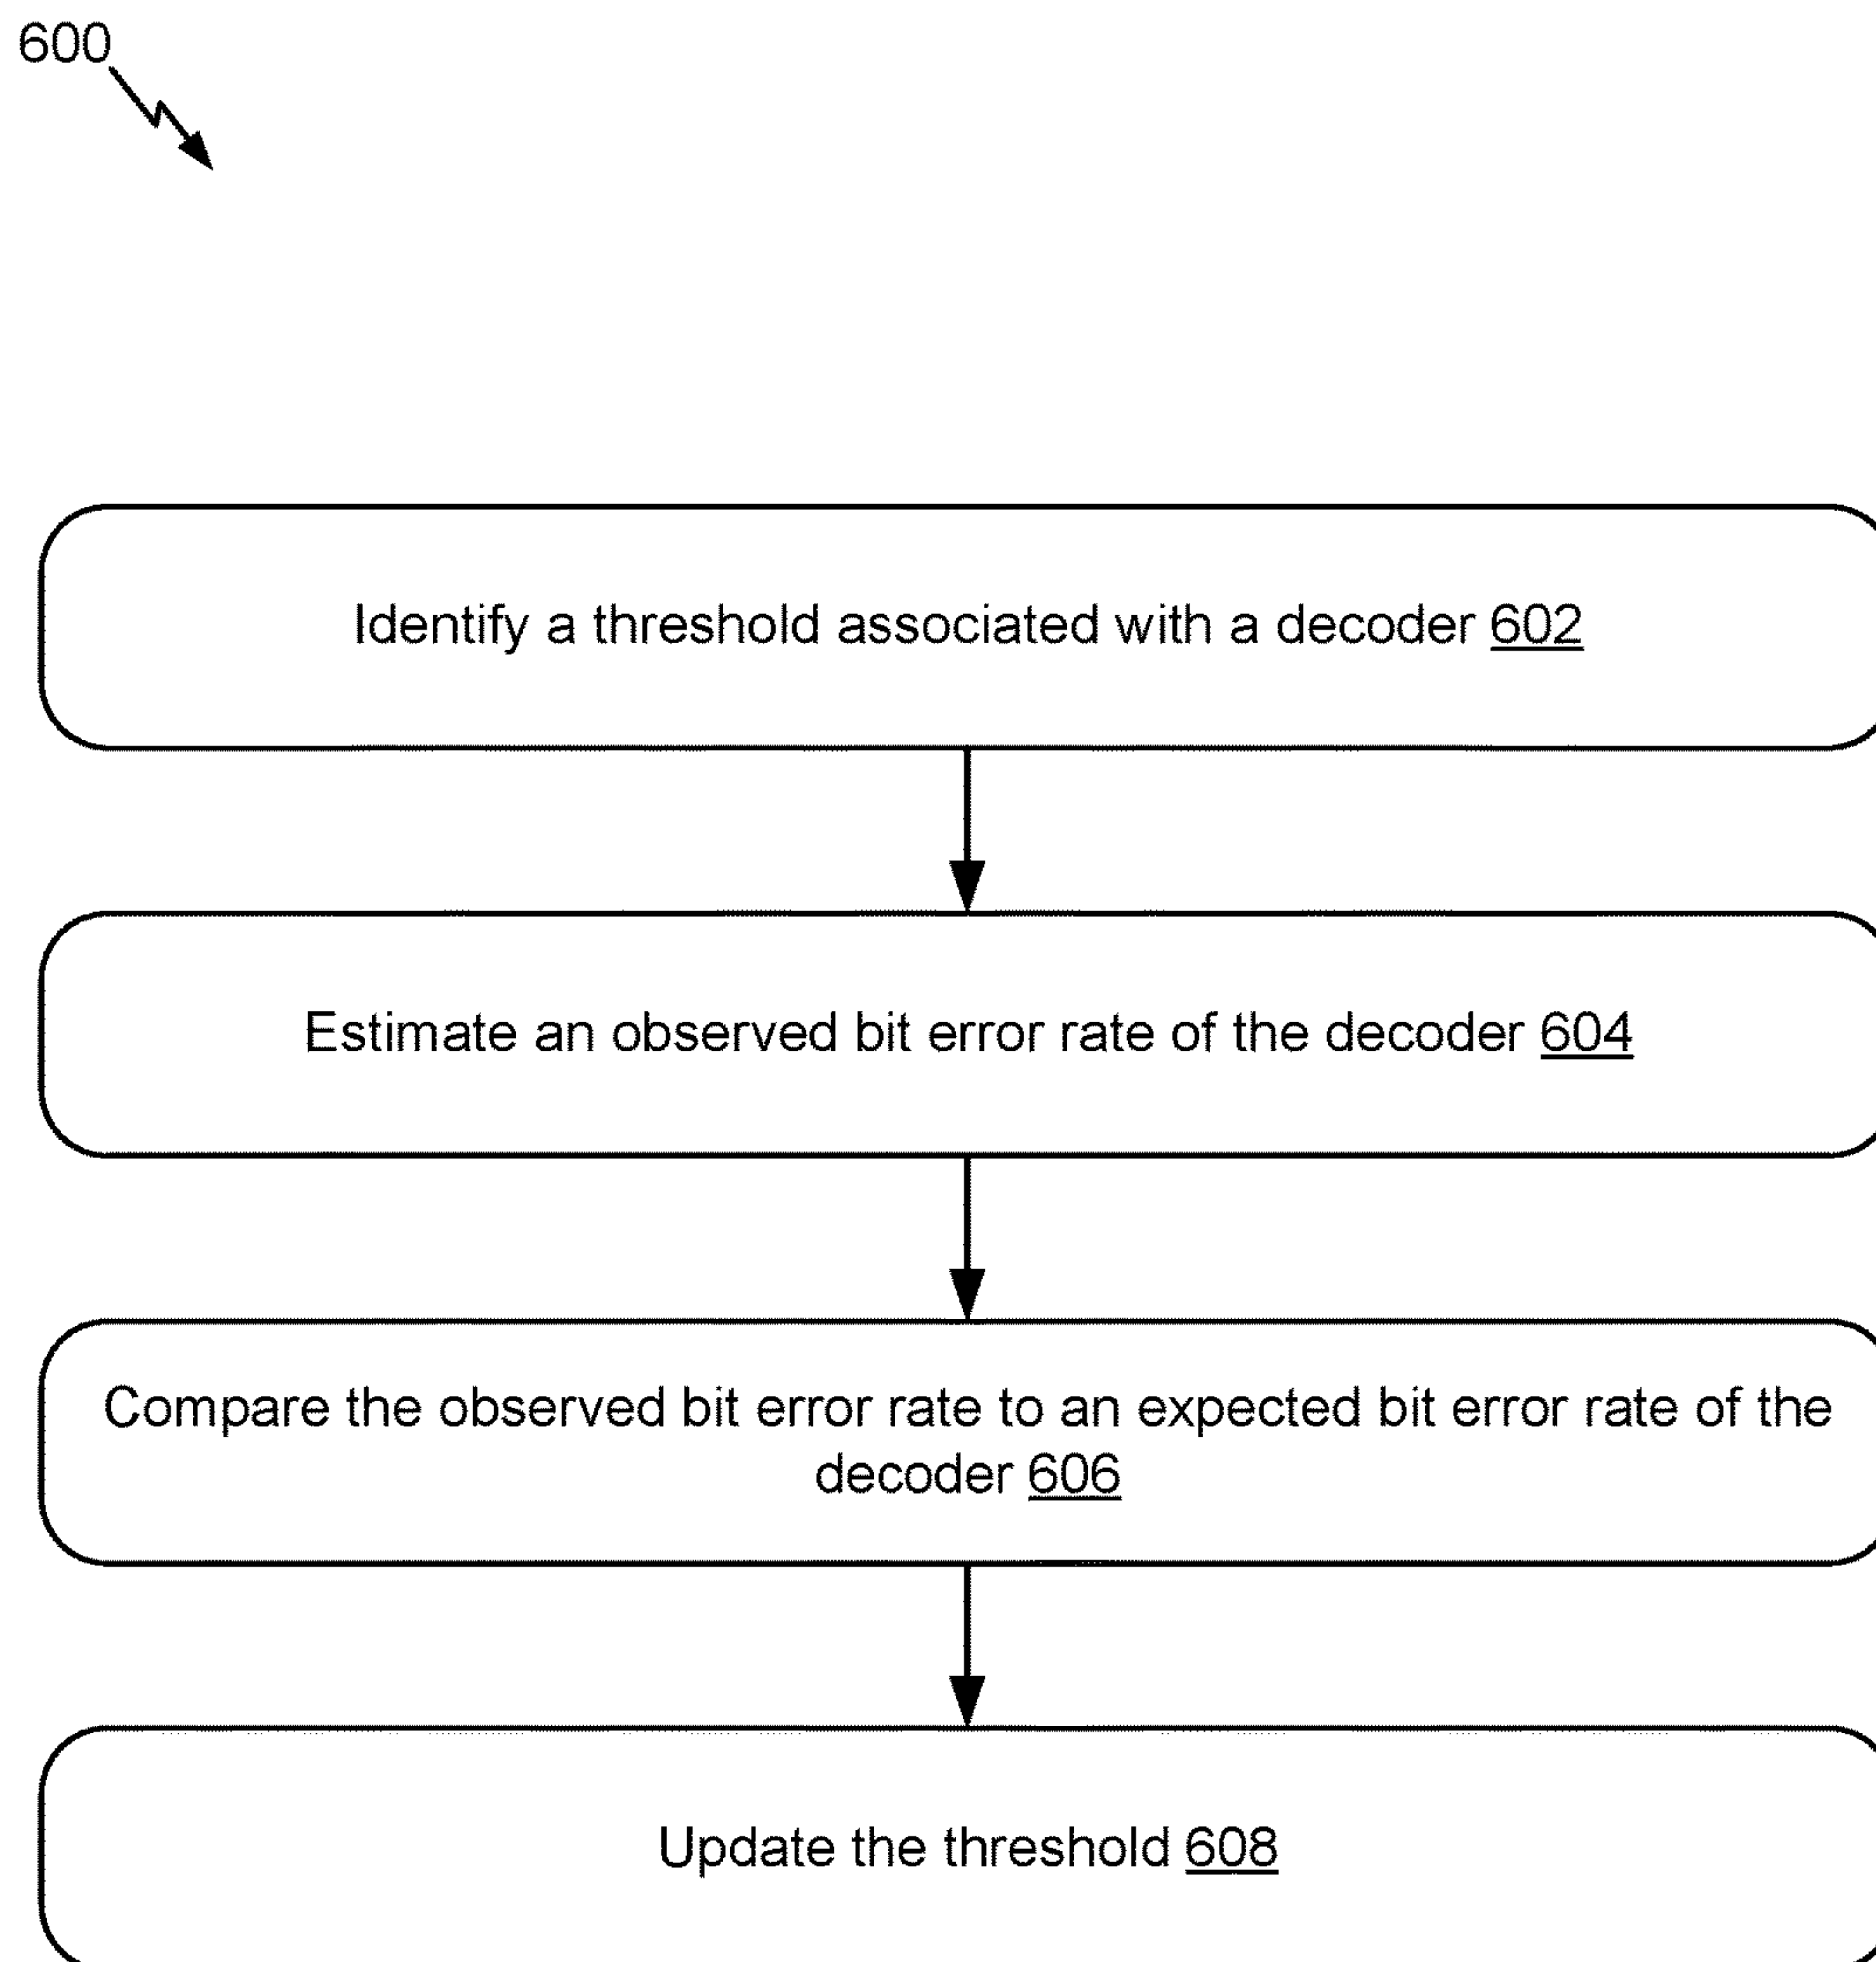 600
Identify a threshold associated with a decoder 602
Estimate an observed bit error rate of the decoder 604
Compare the observed bit error rate to an expected bit error rate of the
decoder 606
Update the threshold 608